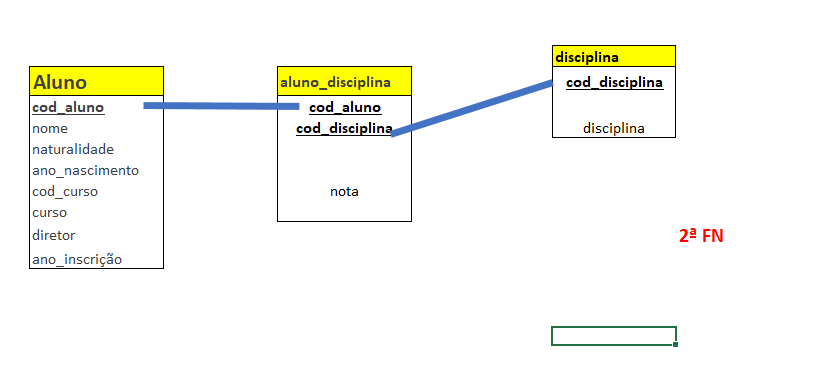 Aluno
cod_aluno
nome
naturalidade
ano_nascimento
cod_curso
curso
diretor
ano_inscrição
aluno_disciplina
cod_aluno
cod_disciplina
nota
disciplina
cod_disciplina
disciplina
2ª FN